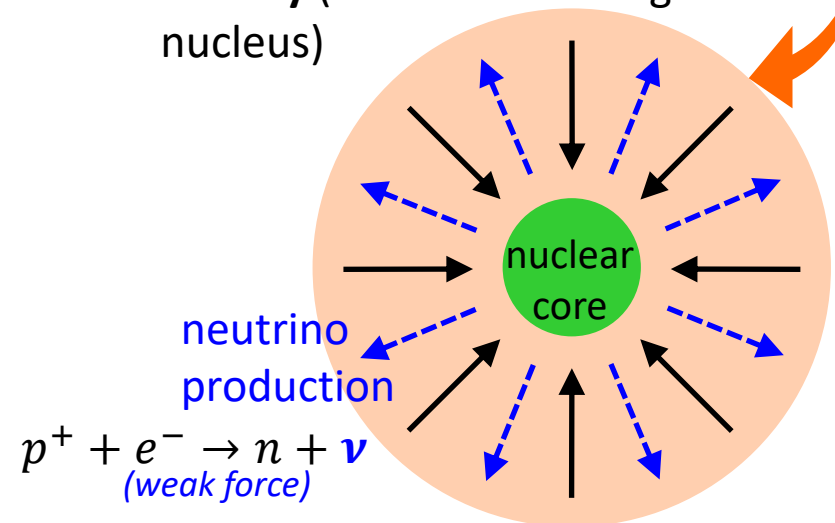 nucleus)
nuclear
core
neutrino
production
𝑝⁺ + 𝑒⁻ → 𝑛 + 𝝂
(weak force)